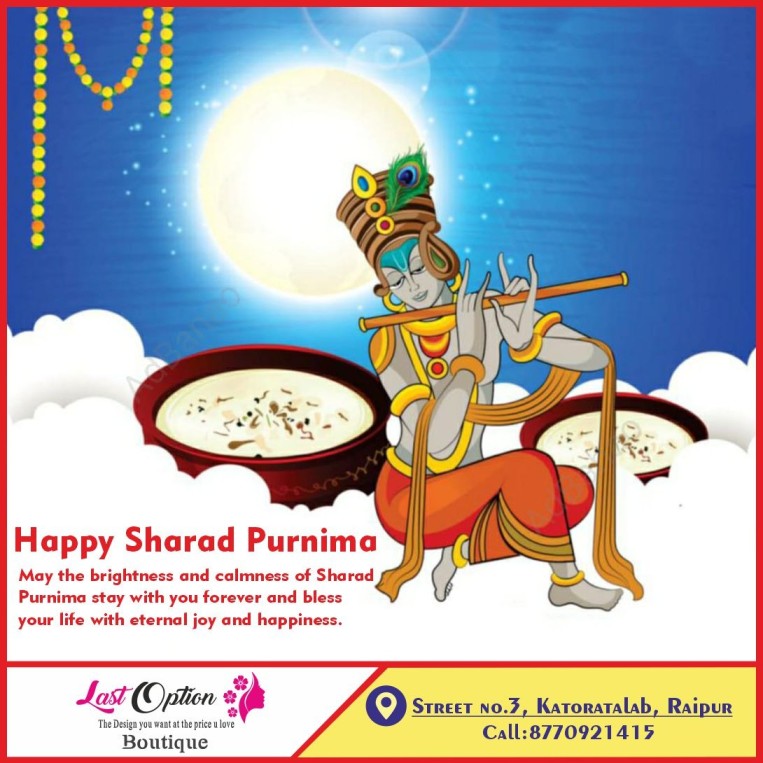 Happy Sharad Purnima
May the brightness and calmness of Sharad
Purnima stay with you forever and bless
your life with eternal joy and happiness.
Last Option
The Design you want at the price u love
Boutique
Street no.3, Katoratalab, Raipur
Call:8770921415